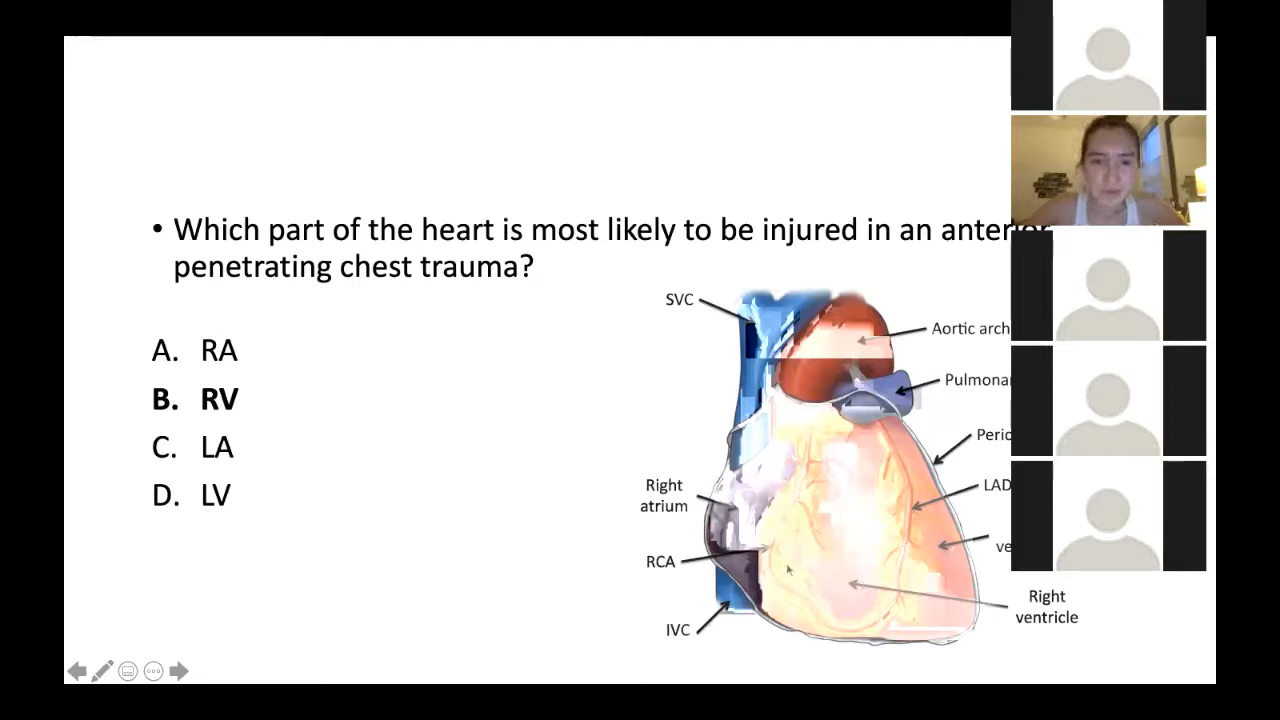 • Which part of the heart is most likely to be injured in an anterior
penetrating chest trauma?
SVC
Aortic arch
A. RA
Pulmona
B. RV
Peric
C. LA
Right
atrium
LAD
D. LV
ve
RCA
Right
ventricle
IVC